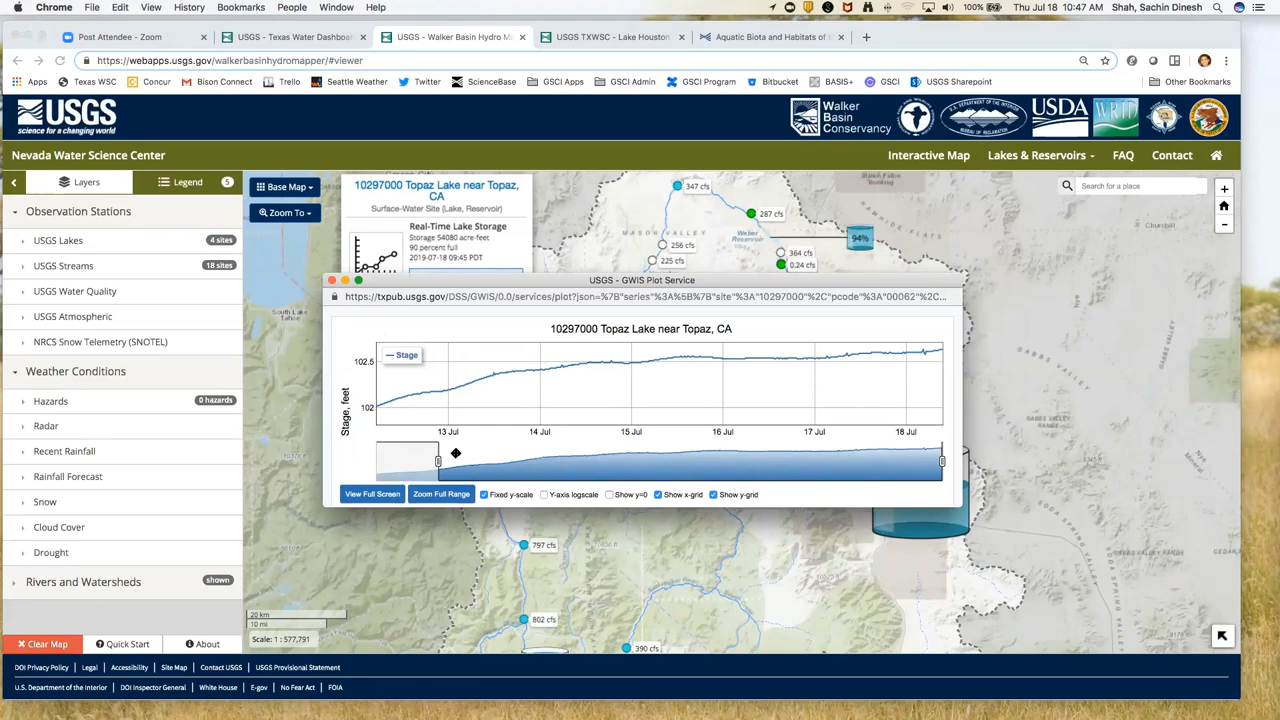 Chrome File Edit View History Bookmarks People Window Help
100% Thu Jul 18 10:47 AM Shah, Sachin Dinesh
Post Attendee - Zoom
USGS - Texas Water Dashboa
USGS - Walker Basin Hydro M
USGS TXWSC - Lake Houston
Aquatic Biota and Habitats of t
https://webapps.usgs.gov/walkerbasinhydromapper/#viewer
Apps Texas WSC Concur Bison Connect Trello Seattle Weather Twitter ScienceBase GSCI Apps GSCI Admin GSCI Program Bitbucket BASIS+ GSCI USGS Sharepoint Other Bookmarks
USGS
science for a changing world
Walker
Basin
Conservancy
USDA
WRID
Nevada Water Science Center
Interactive Map Lakes & Reservoirs FAQ Contact
Layers
Legend 5
Base Map
Zoom To
Search for a place
Observation Stations
USGS Lakes 4 sites
USGS Streams 18 sites
USGS Water Quality
USGS Atmospheric
NRCS Snow Telemetry (SNOTEL)
Weather Conditions
Hazards 0 hazards
Radar
Recent Rainfall
Rainfall Forecast
Snow
Cloud Cover
Drought
Rivers and Watersheds shown
Clear Map Quick Start About
10297000 Topaz Lake near Topaz,
CA
Surface-Water Site (Lake, Reservoir)
Real-Time Lake Storage
Storage 54080 acre-feet
90 percent full
2019-07-18 09:45 PDT
347 cfs
287 cfs
MASON VALLEY
256 cfs
225 cfs
Weber
Reservoir
94%
364 cfs
0.24 cfs
South Lake
Tahoe
USGS - GWIS Plot Service
https://txpub.usgs.gov/DSS/GWIS/0.0/services/plot?json=%7B"series"%3A%5B%7B"site"%3A"10297000"%2C"pcode"%3A"00062"%2C...
10297000 Topaz Lake near Topaz, CA
Stage
Stage, feet
102.5
102
13 Jul 14 Jul 15 Jul 16 Jul 17 Jul 18 Jul
View Full Screen Zoom Full Range Fixed y-scale Y-axis logscale Show y=0 Show x-grid Show y-grid
797 cfs
802 cfs
390 cfs
GABBS VALLEY
20 km
10 mi
Scale: 1 : 577,791
DOI Privacy Policy Legal Accessibility Site Map Contact USGS USGS Provisional Statement
U.S. Department of the Interior DOI Inspector General White House E-gov No Fear Act FOIA